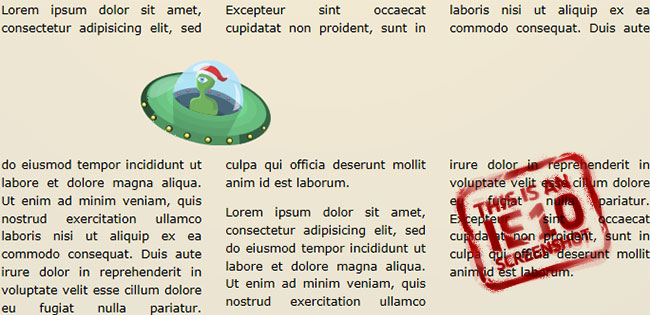 Lorem ipsum dolor sit amet,
consectetur adipisicing elit, sed
do eiusmod tempor incididunt ut
labore et dolore magna aliqua.
Ut enim ad minim veniam, quis
nostrud exercitation ullamco
laboris nisi ut aliquip ex ea
commodo consequat. Duis aute
irure dolor in reprehenderit in
voluptate velit esse cillum dolore
eu fugiat nulla pariatur.
Excepteur sint occaecat
cupidatat non proident, sunt in
culpa qui officia deserunt mollit
anim id est laborum.
Lorem ipsum dolor sit amet,
consectetur adipisicing elit, sed
do eiusmod tempor incididunt ut
labore et dolore magna aliqua.
Ut enim ad minim veniam, quis
nostrud exercitation ullamco
laboris nisi ut aliquip ex ea
commodo consequat. Duis aute
irure dolor in reprehenderit in
voluptate velit esse cillum dolore
eu fugiat nulla pariatur.
Excepteur sint occaecat
cupidatat non proident, sunt in
culpa qui officia deserunt mollit
anim id est laborum.
THIS IS AN
IE10
SCREENSHOT